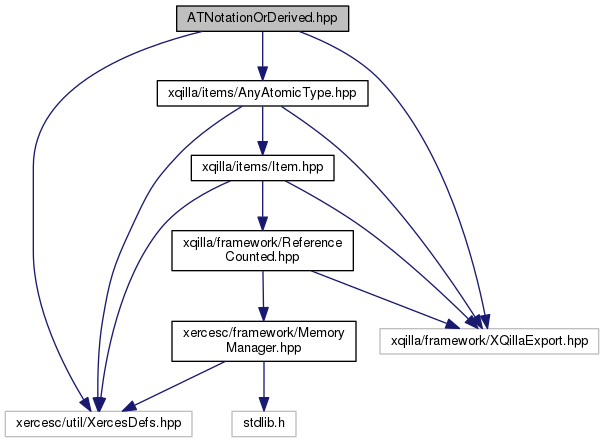 ATNotationOrDerived.hpp
xqilla/items/AnyAtomicType.hpp
xqilla/items/Item.hpp
xqilla/framework/Reference
Counted.hpp
xercesc/framework/Memory
Manager.hpp
xqilla/framework/XQillaExport.hpp
xercesc/util/XercesDefs.hpp
stdlib.h